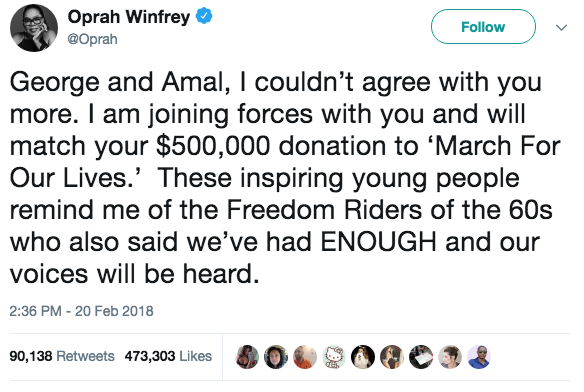 Oprah Winfrey
@Oprah
Follow
George and Amal, I couldn’t agree with you
more. I am joining forces with you and will
match your $500,000 donation to ‘March For
Our Lives.’  These inspiring young people
remind me of the Freedom Riders of the 60s
who also said we’ve had ENOUGH and our
voices will be heard.
2:36 PM - 20 Feb 2018
90,138 Retweets 473,303 Likes